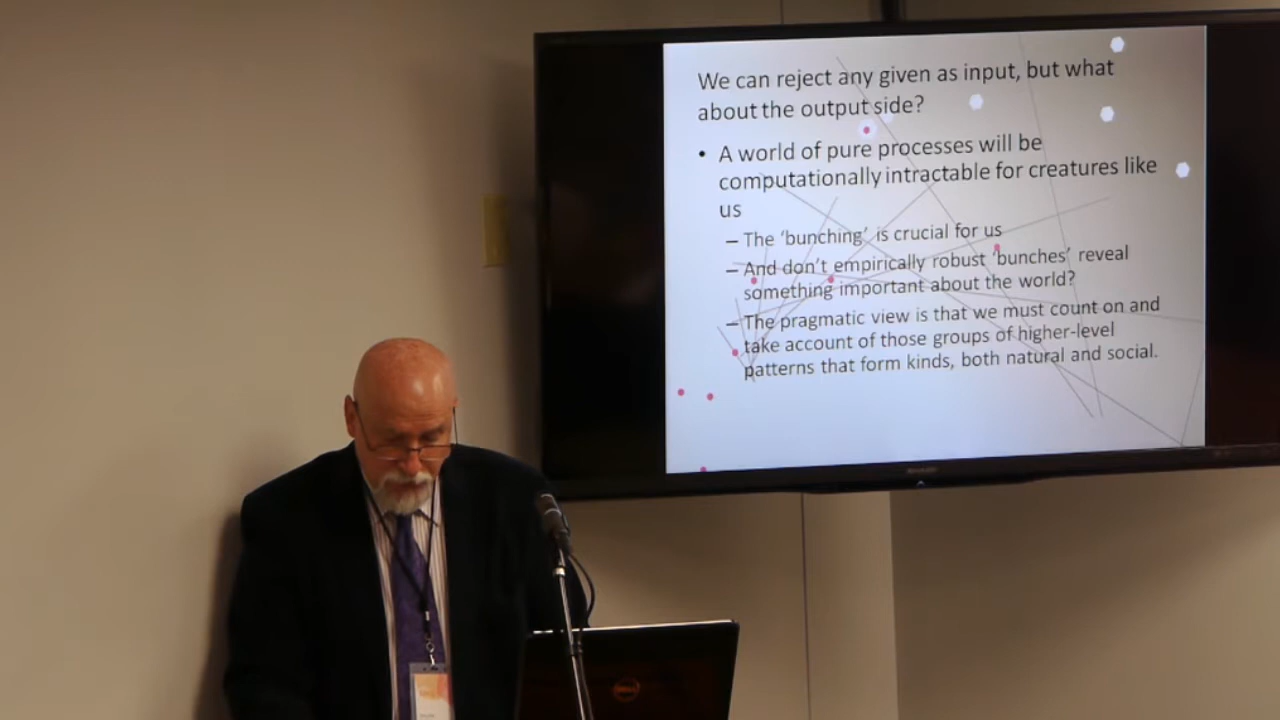 We can reject any given as input, but what
about the output side?
• A world of pure processes will be
computationally intractable for creatures like
us
– The ‘bunching’ is crucial for us
– And don’t empirically robust ‘bunches’ reveal
something important about the world?
– The pragmatic view is that we must count on and
take account of those groups of higher-level
patterns that form kinds, both natural and social.
DELL